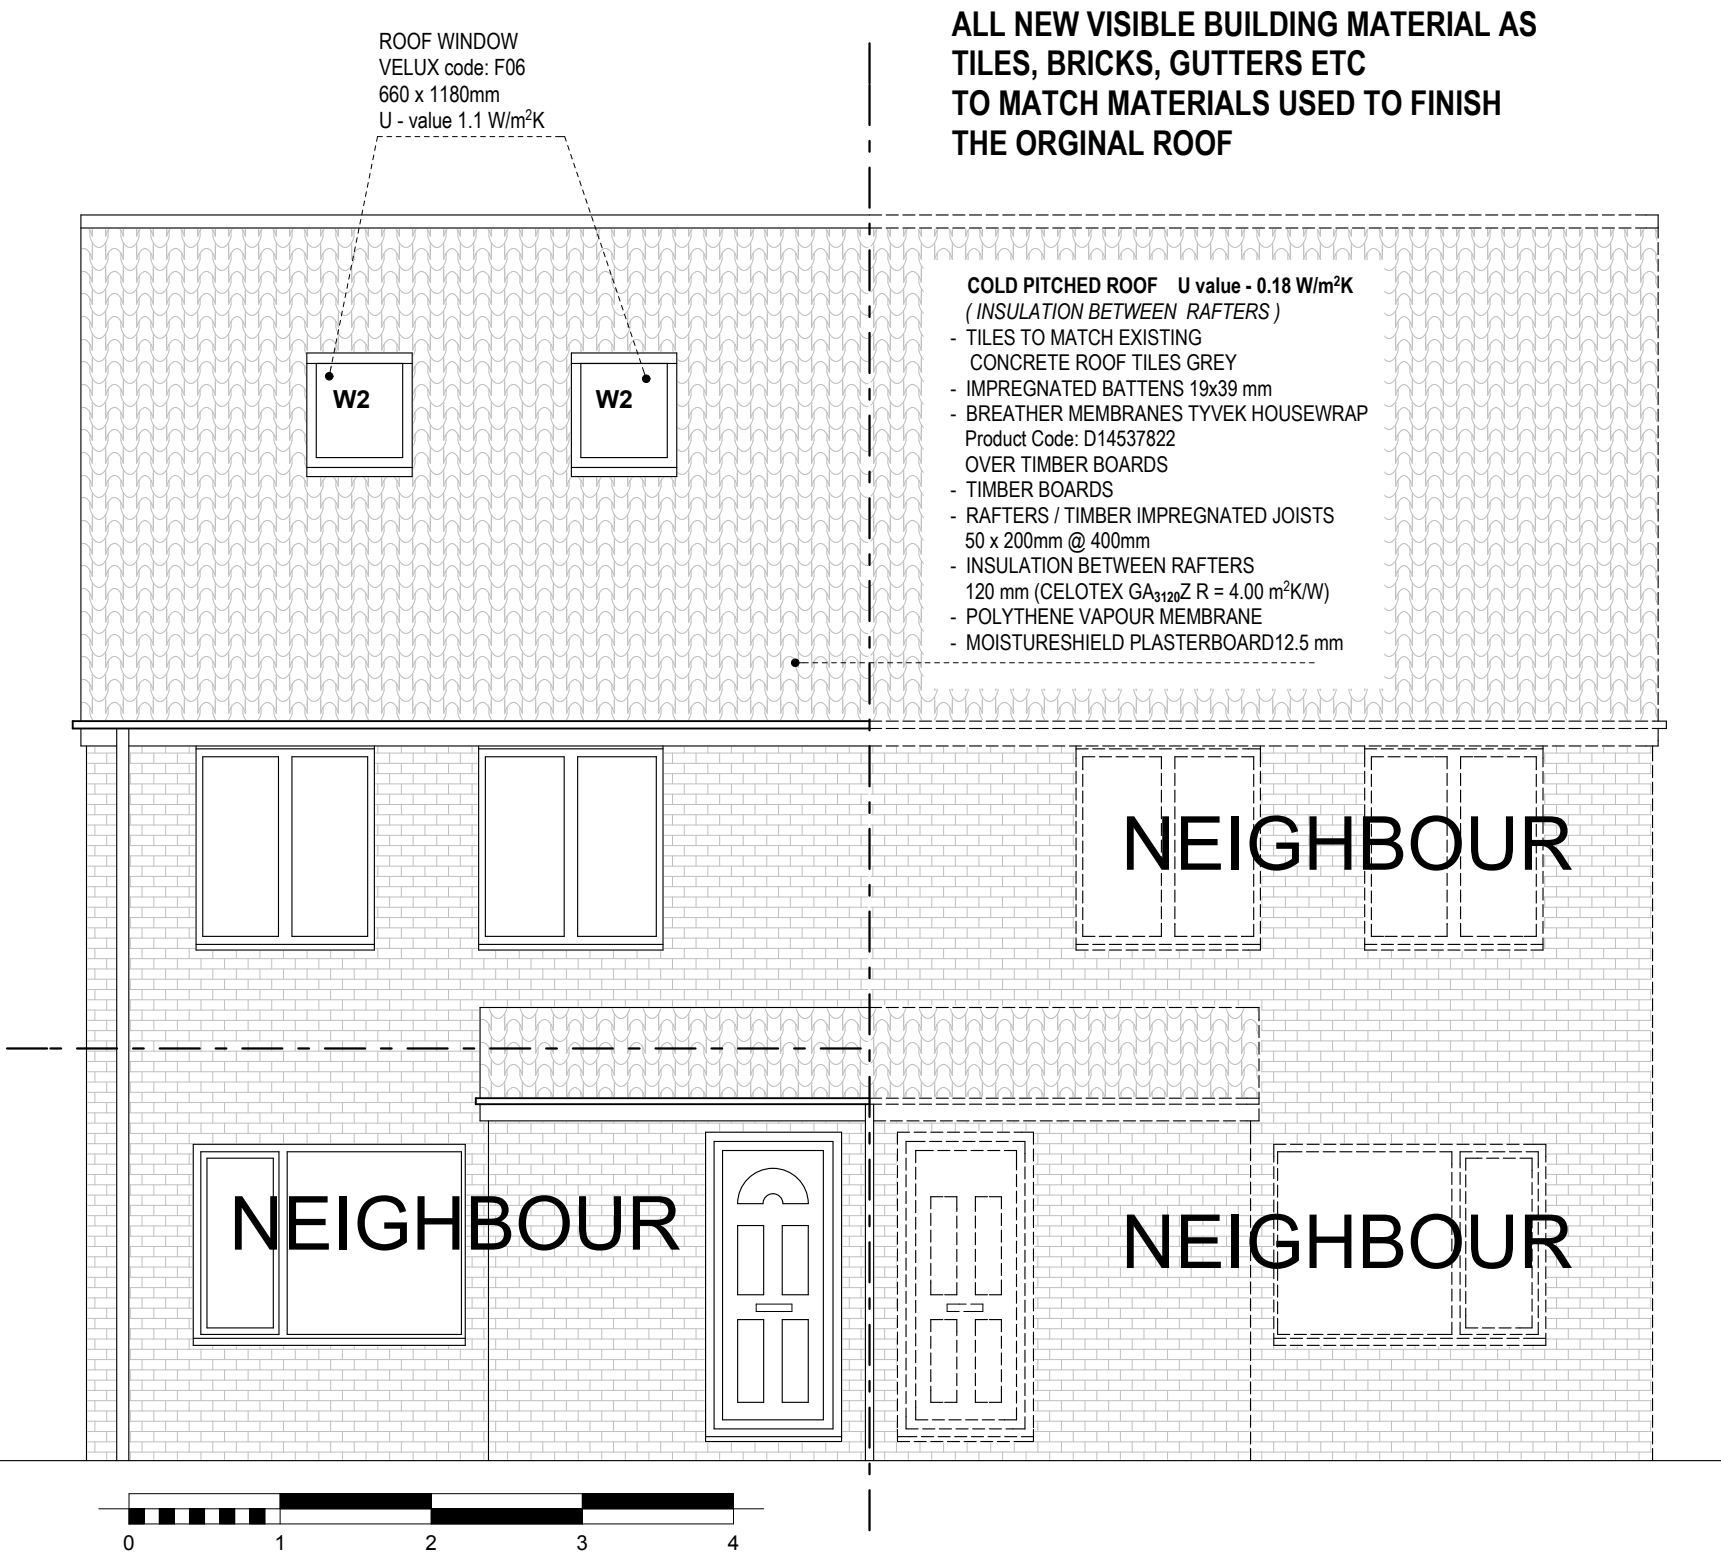 ROOF WINDOW
VELUX code: F06
660 x 1180mm
U - value 1.1 W/m²K
ALL NEW VISIBLE BUILDING MATERIAL AS
TILES, BRICKS, GUTTERS ETC
TO MATCH MATERIALS USED TO FINISH
THE ORGINAL ROOF
COLD PITCHED ROOF U value - 0.18 W/m²K
( INSULATION BETWEEN RAFTERS )
- TILES TO MATCH EXISTING
CONCRETE ROOF TILES GREY
- IMPREGNATED BATTENS 19x39 mm
- BREATHER MEMBRANES TYVEK HOUSEWRAP
Product Code: D14537822
OVER TIMBER BOARDS
- TIMBER BOARDS
- RAFTERS / TIMBER IMPREGNATED JOISTS
50 x 200mm @ 400mm
- INSULATION BETWEEN RAFTERS
120 mm (CELOTEX GA3120Z R = 4.00 m²K/W)
- POLYTHENE VAPOUR MEMBRANE
- MOISTURESHIELD PLASTERBOARD12.5 mm
W2 W2
NEIGHBOUR
NEIGHBOUR NEIGHBOUR
0 1 2 3 4